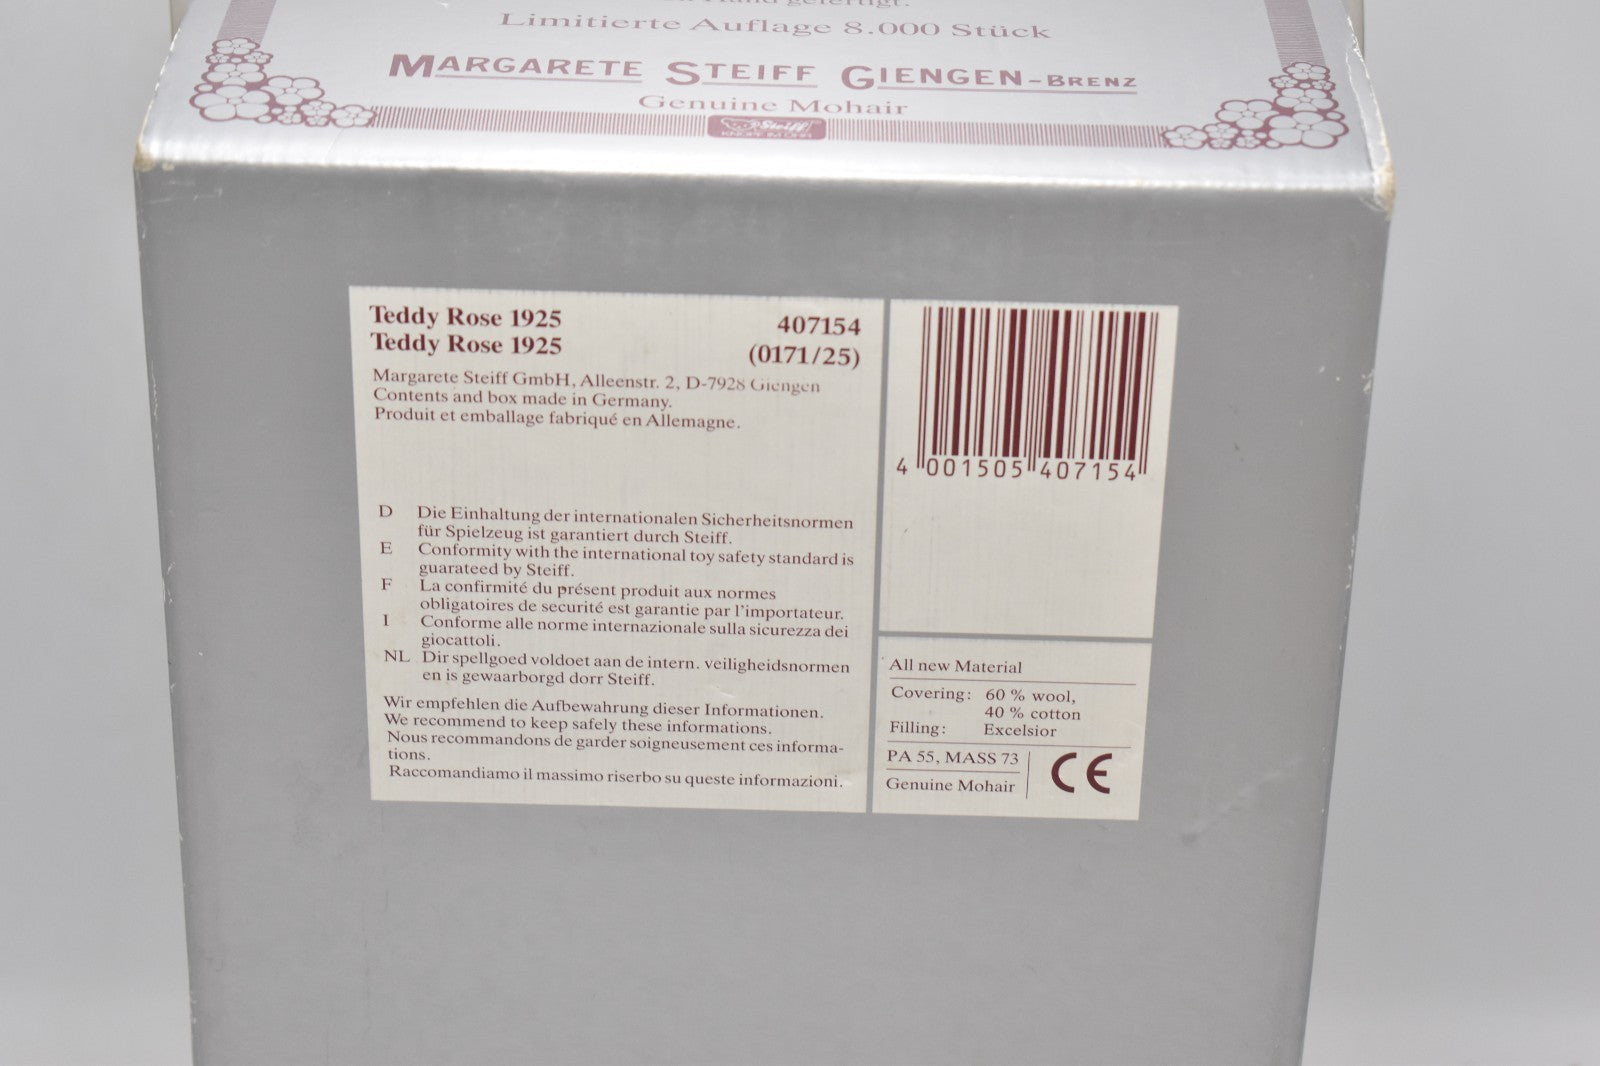 Hand gefertigt.
Limitierte Auflage 8.000 Stück
MARGARETE STEIFF GIENGEN-BRENZ
Genuine Mohair
Steiff
KNOPF IM OHR
Teddy Rose 1925 407154
Teddy Rose 1925 (0171/25)
Margarete Steiff GmbH, Alleenstr. 2, D-7928 Giengen
Contents and box made in Germany.
Produit et emballage fabriqué en Allemagne.
4 001505 407154
D Die Einhaltung der internationalen Sicherheitsnormen
für Spielzeug ist garantiert durch Steiff.
E Conformity with the international toy safety standard is
guarateed by Steiff.
F La confirmité du présent produit aux normes
obligatoires de securité est garantie par l'importateur.
I Conforme alle norme internazionale sulla sicurezza dei
giocattoli.
NL Dir spellgoed voldoet aan de intern. veiligheidsnormen
en is gewaarborgd dorr Steiff.
Wir empfehlen die Aufbewahrung dieser Informationen.
We recommend to keep safely these informations.
Nous recommandons de garder soigneusement ces informa-
tions.
Raccomandiamo il massimo riserbo su queste informazioni.
All new Material
Covering: 60 % wool,
40 % cotton
Filling: Excelsior
PA 55, MASS 73
Genuine Mohair
CE